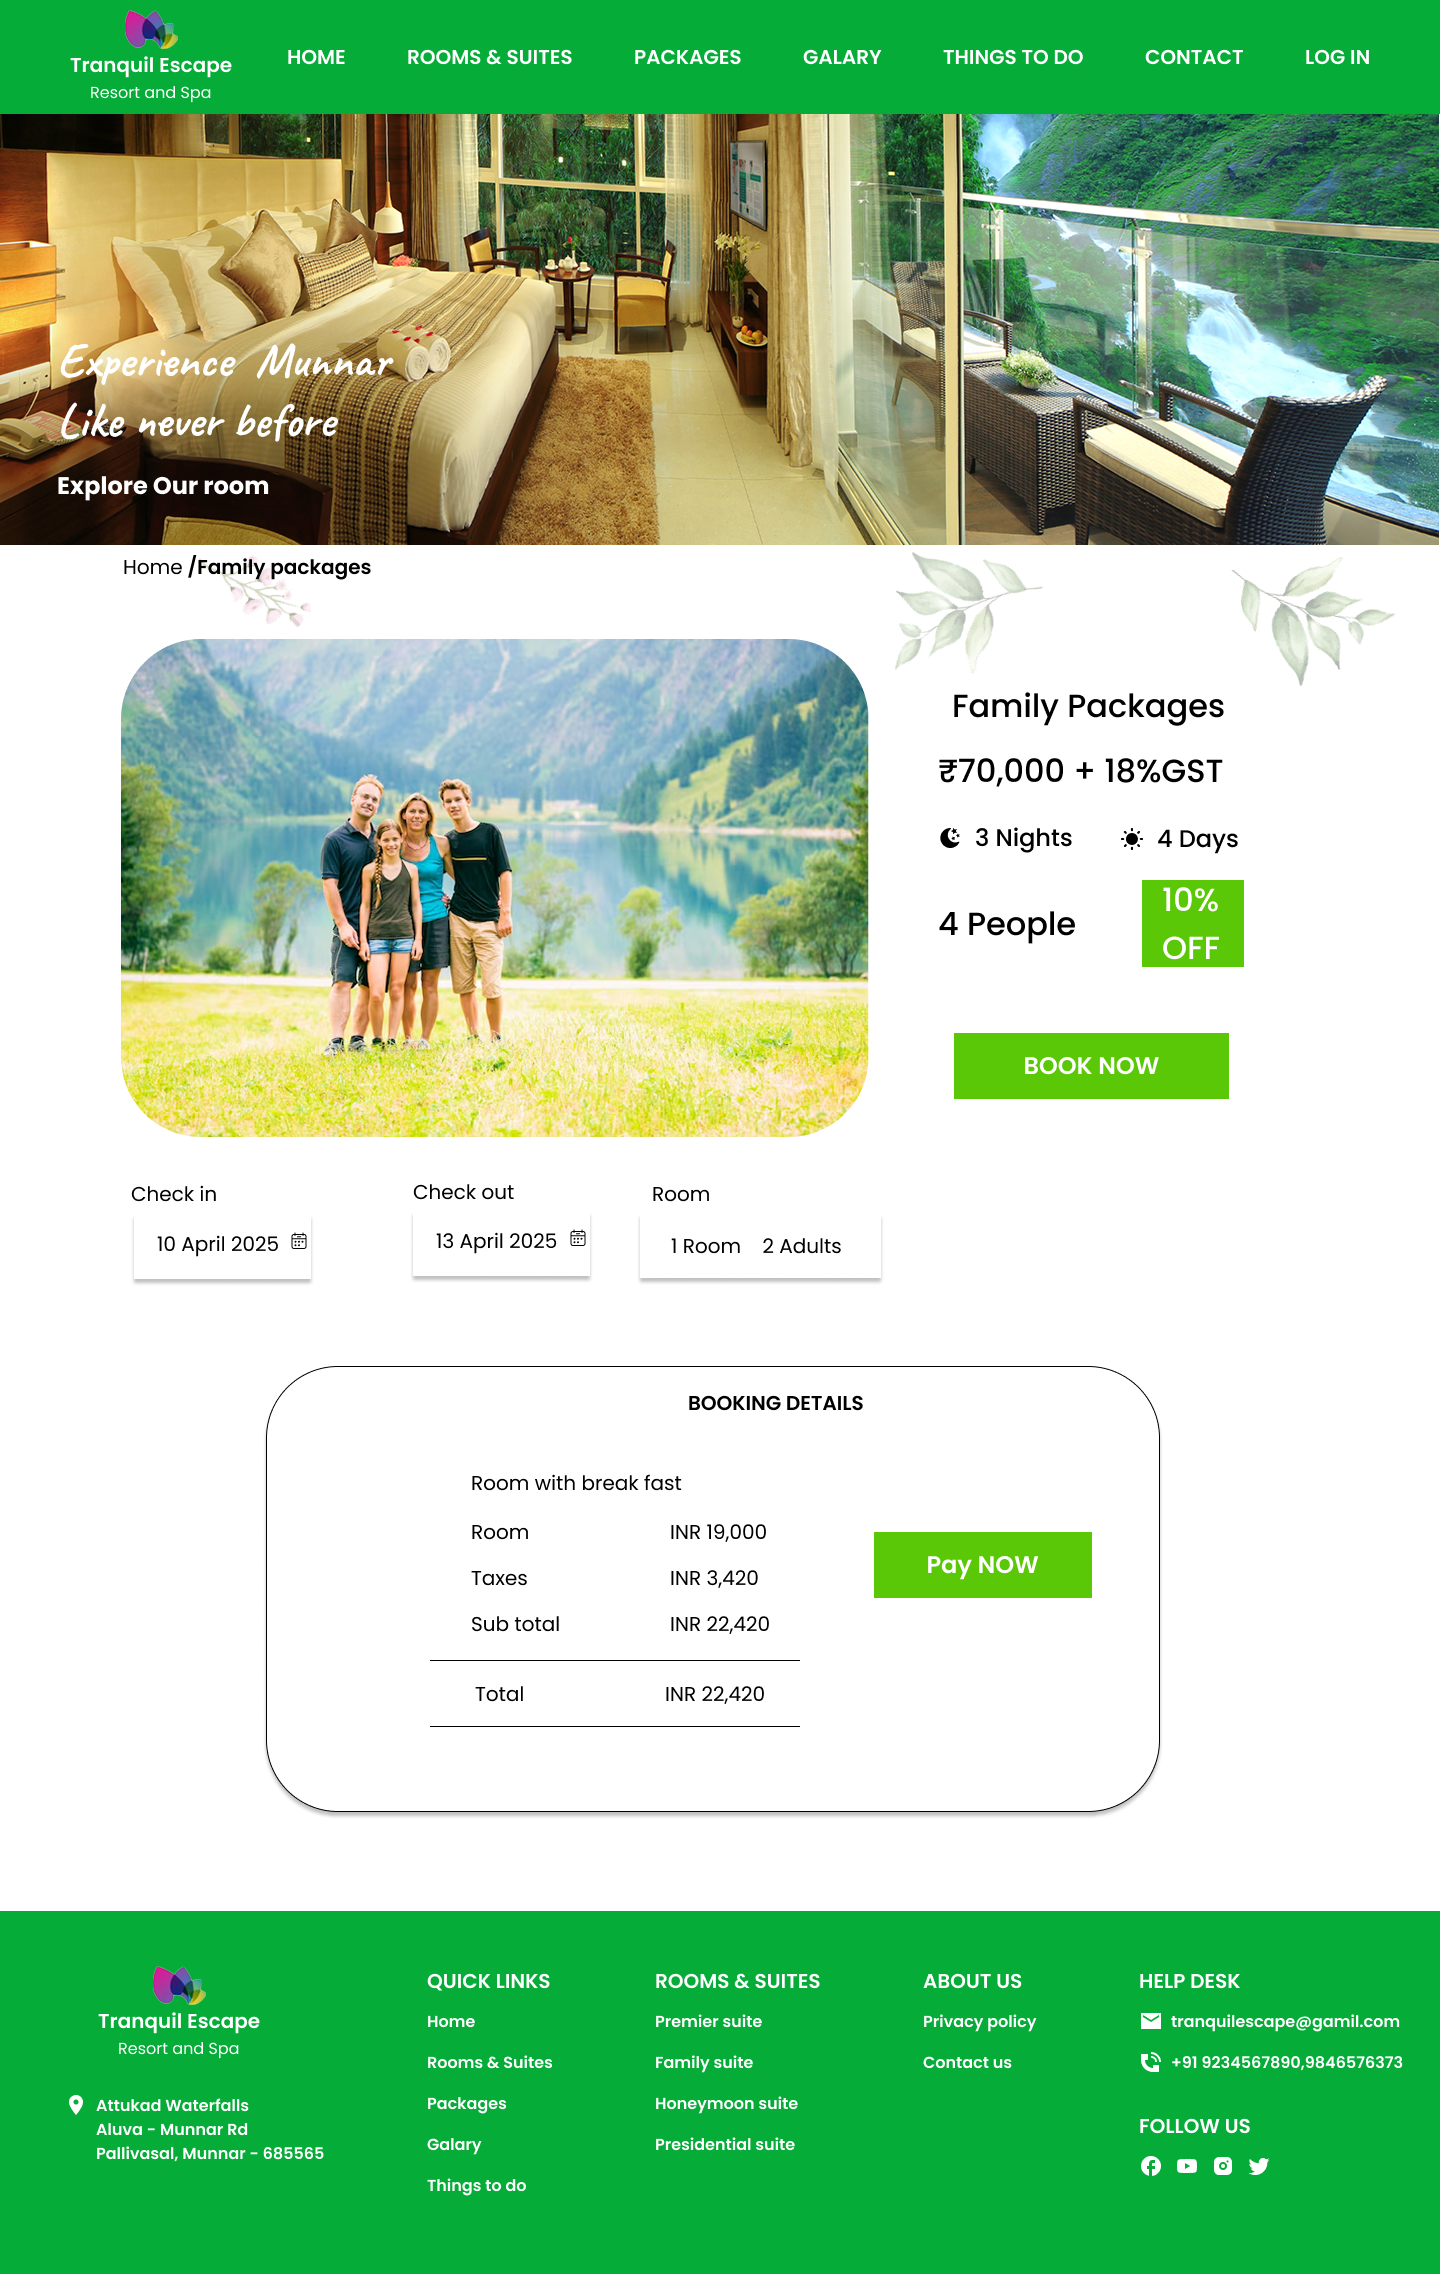 Tranquil Escape
Resort and Spa
HOME
ROOMS & SUITES
PACKAGES
GALARY
THINGS TO DO
CONTACT
LOG IN
Experience Munnar
Like never before
Explore Our room
Home /Family packages
Family Packages
₹70,000 + 18%GST
3 Nights
4 Days
4 People
10%
OFF
BOOK NOW
Check in
10 April 2025
Check out
13 April 2025
Room
1 Room 2 Adults
BOOKING DETAILS
Room with break fast
Room INR 19,000
Taxes INR 3,420
Sub total INR 22,420
Total INR 22,420
Pay NOW
Tranquil Escape
Resort and Spa
Attukad Waterfalls
Aluva - Munnar Rd
Pallivasal, Munnar - 685565
QUICK LINKS
Home
Rooms & Suites
Packages
Galary
Things to do
ROOMS & SUITES
Premier suite
Family suite
Honeymoon suite
Presidential suite
ABOUT US
Privacy policy
Contact us
HELP DESK
tranquilescape@gamil.com
+91 9234567890,9846576373
FOLLOW US